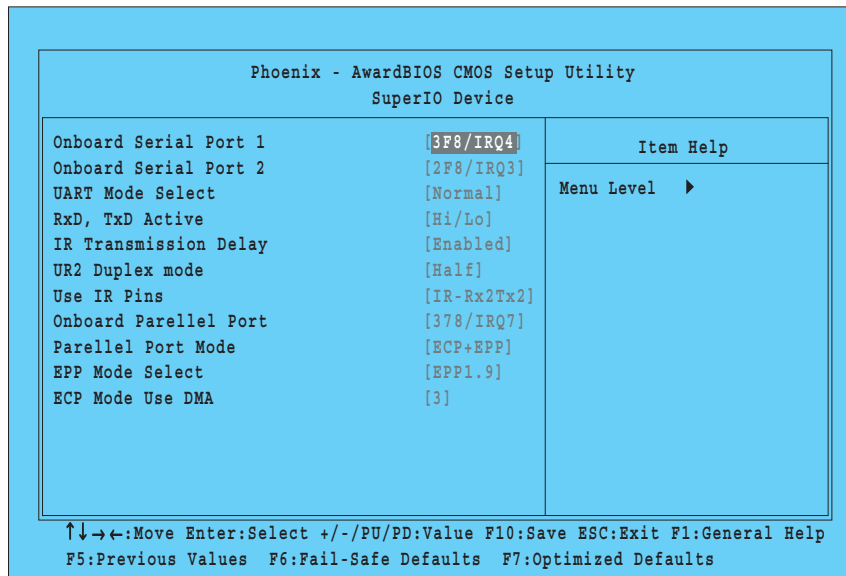 Phoenix - AwardBIOS CMOS Setup Utility
SuperIO Device
Onboard Serial Port 1 [3F8/IRQ4]
Onboard Serial Port 2 [2F8/IRQ3]
UART Mode Select [Normal]
RxD, TxD Active [Hi/Lo]
IR Transmission Delay [Enabled]
UR2 Duplex mode [Half]
Use IR Pins [IR-Rx2Tx2]
Onboard Parellel Port [378/IRQ7]
Parellel Port Mode [ECP+EPP]
EPP Mode Select [EPP1.9]
ECP Mode Use DMA [3]
Item Help
Menu Level ▶
↑↓→←:Move Enter:Select +/-/PU/PD:Value F10:Save ESC:Exit F1:General Help
F5:Previous Values F6:Fail-Safe Defaults F7:Optimized Defaults